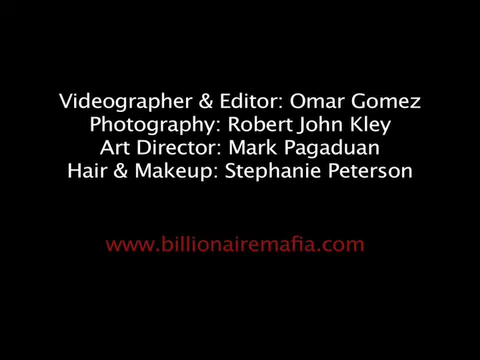 Videographer & Editor: Omar Gomez
Photography: Robert John Kley
Art Director: Mark Pagaduan
Hair & Makeup: Stephanie Peterson
www.billionairemafia.com